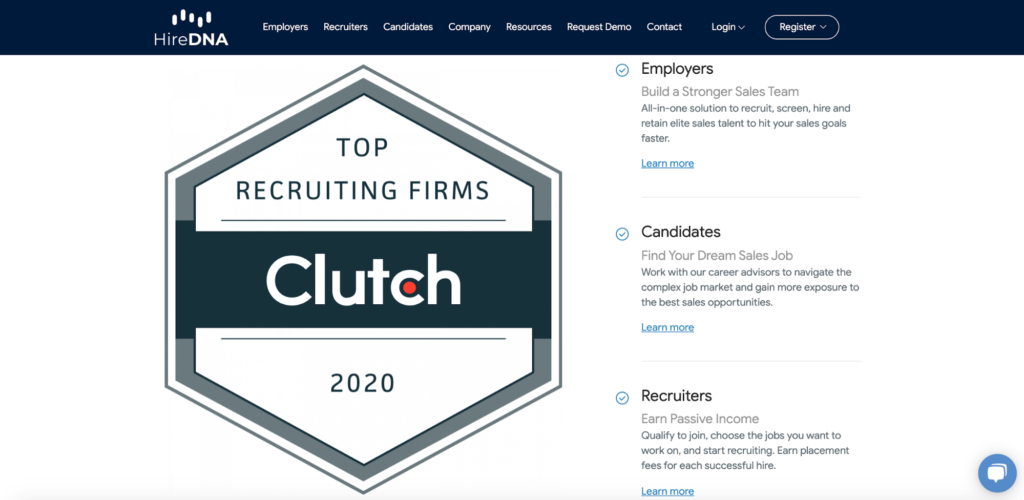 HireDNA
Employers Recruiters Candidates Company Resources Request Demo Contact Login Register
TOP
RECRUITING FIRMS
Clutch
2020
Employers
Build a Stronger Sales Team
All-in-one solution to recruit, screen, hire and
retain elite sales talent to hit your sales goals
faster.
Learn more
Candidates
Find Your Dream Sales Job
Work with our career advisors to navigate the
complex job market and gain more exposure to
the best sales opportunities.
Learn more
Recruiters
Earn Passive Income
Qualify to join, choose the jobs you want to
work on, and start recruiting. Earn placement
fees for each successful hire.
Learn more